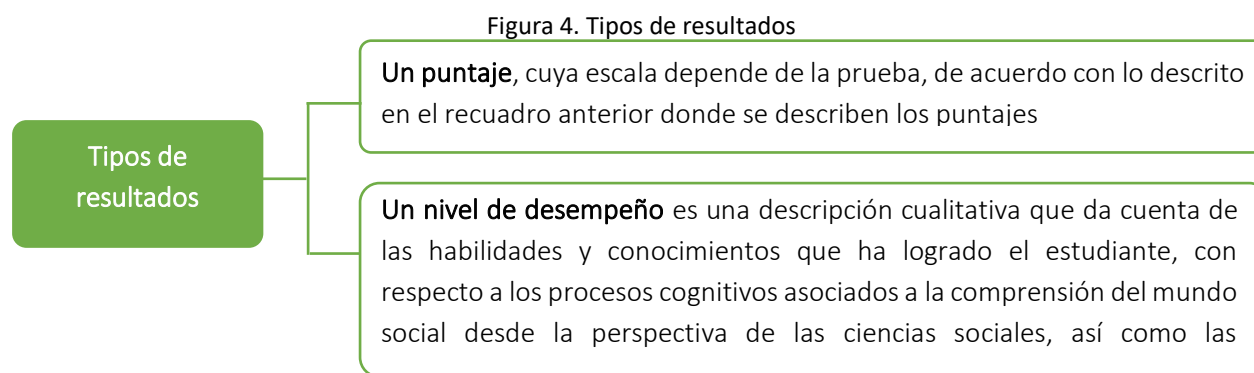 Figura 4. Tipos de resultados
Un puntaje, cuya escala depende de la prueba, de acuerdo con lo descrito
en el recuadro anterior donde se describen los puntajes
Tipos de
resultados
Un nivel de desempeño es una descripción cualitativa que da cuenta de
las habilidades y conocimientos que ha logrado el estudiante, con
respecto a los procesos cognitivos asociados a la comprensión del mundo
social desde la perspectiva de las ciencias sociales, así como las